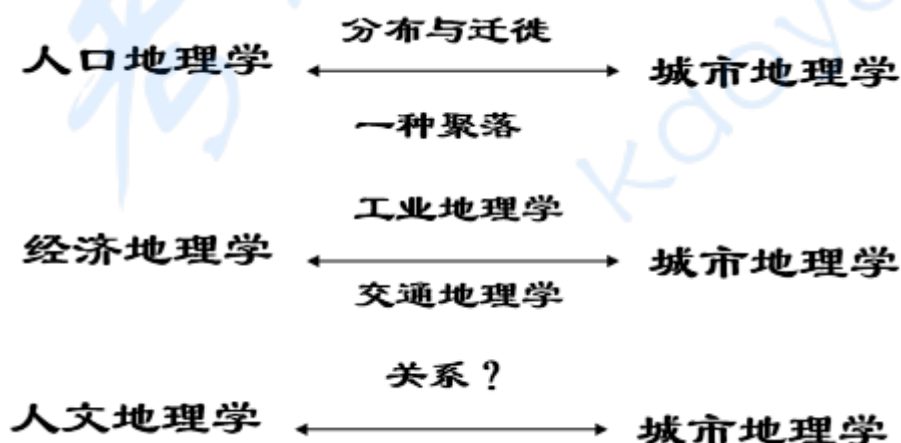 分布与迁徙
人口地理学 城市地理学
一种聚落
工业地理学
经济地理学 城市地理学
交通地理学
关系？
人文地理学 城市地理学
考
kaoya